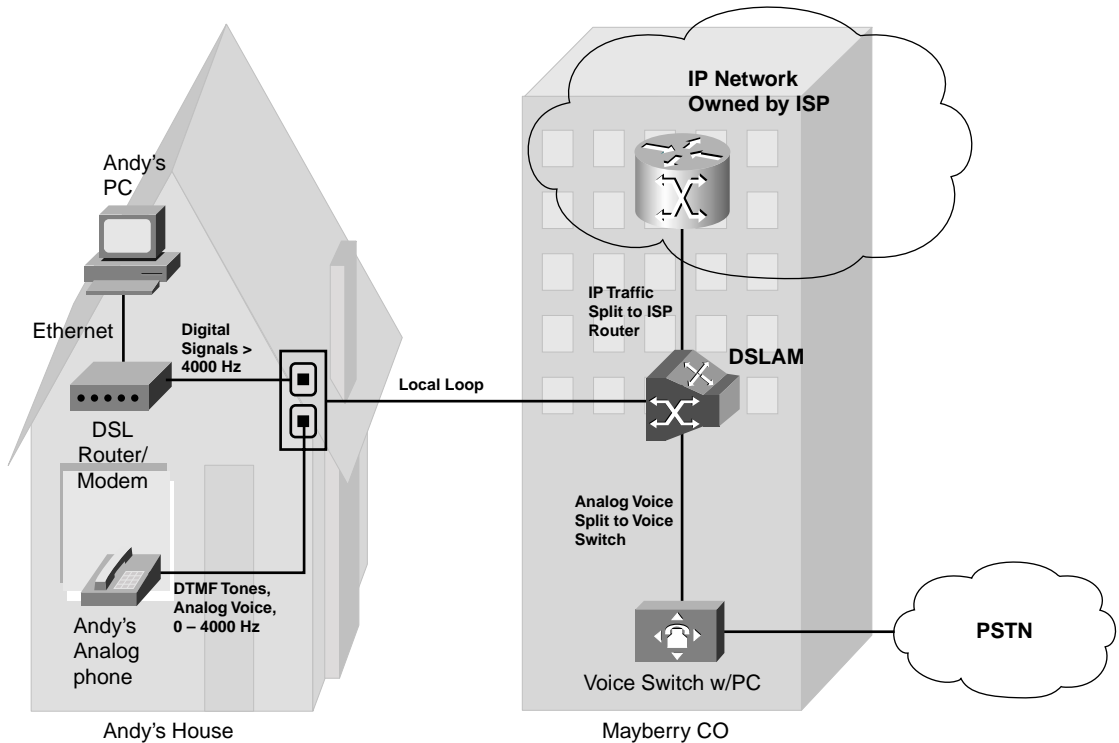 IP Network
Owned by ISP
Andy’s
PC
Ethernet
Digital
Signals >
4000 Hz
IP Traffic
Split to ISP
Router
DSLAM
Local Loop
DSL
Router/
Modem
Analog Voice
Split to Voice
Switch
DTMF Tones,
Analog Voice,
0 – 4000 Hz
Andy’s
Analog
phone
PSTN
Voice Switch w/PC
Andy’s House
Mayberry CO